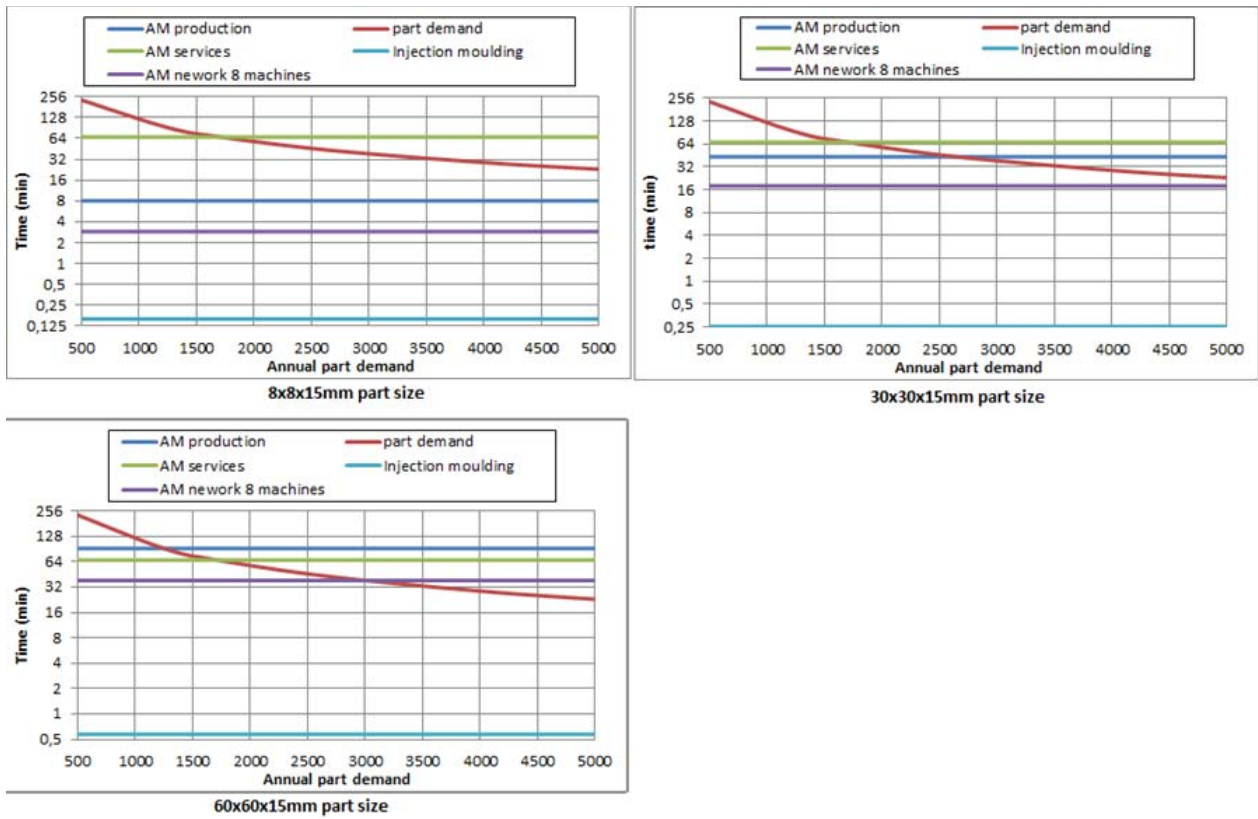 AM production part demand
AM services Injection moulding
AM nework 8 machines
256
128
64
32
16
8
4
2
1
0,5
0,25
0,125
Time (min)
500 1000 1500 2000 2500 3000 3500 4000 4500 5000
Annual part demand
8x8x15mm part size
AM production part demand
AM services Injection moulding
AM nework 8 machines
256
128
64
32
16
8
4
2
1
0,5
0,25
time (min)
500 1000 1500 2000 2500 3000 3500 4000 4500 5000
Annual part demand
30x30x15mm part size
AM production part demand
AM services Injection moulding
AM nework 8 machines
256
128
64
32
16
8
4
2
1
0,5
Time (min)
500 1000 1500 2000 2500 3000 3500 4000 4500 5000
Annual part demand
60x60x15mm part size